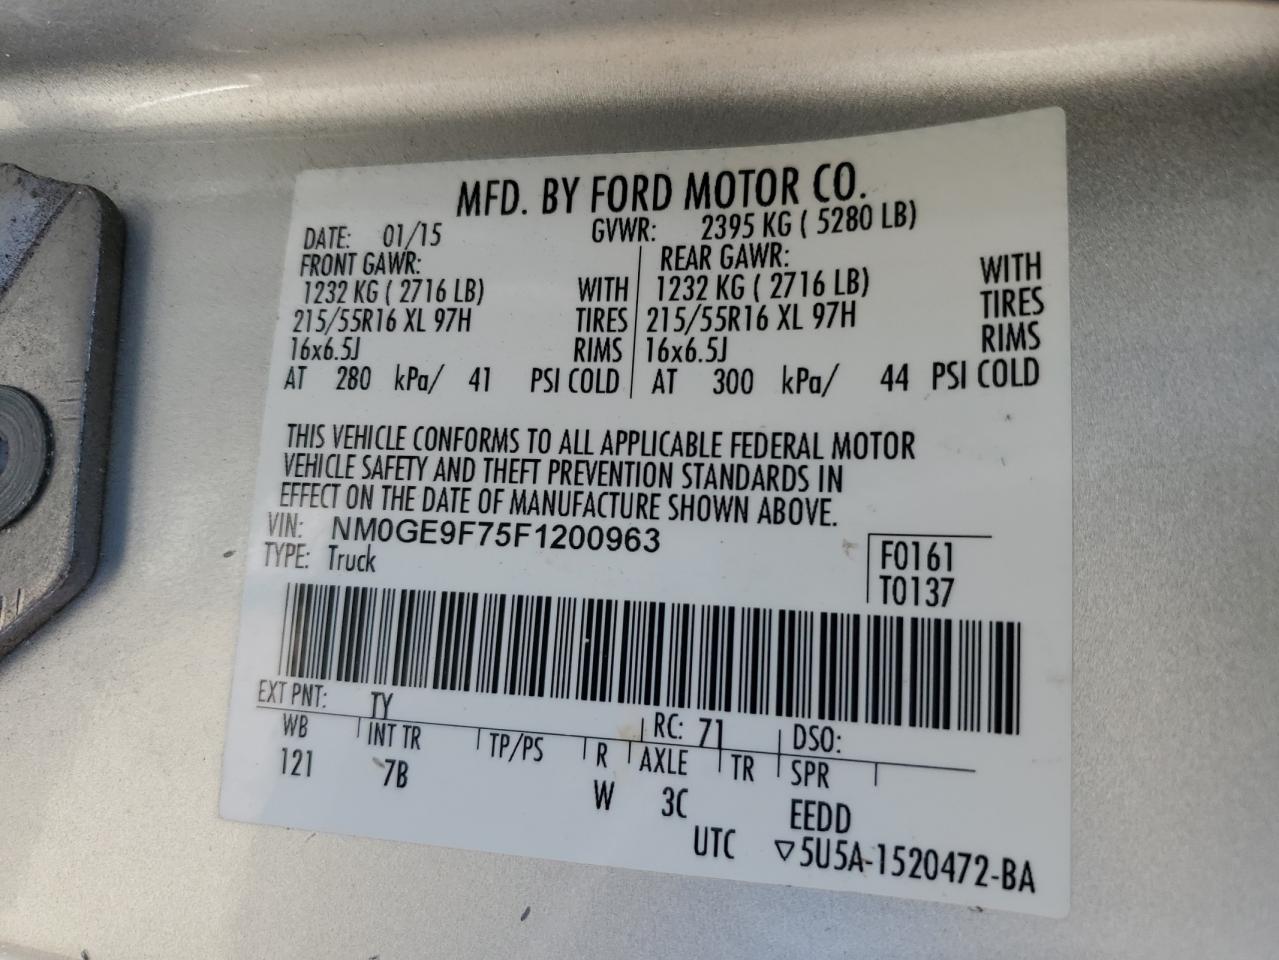 MFD. BY FORD MOTOR CO.
DATE: 01/15 GVWR: 2395 KG ( 5280 LB)
FRONT GAWR: REAR GAWR:
1232 KG ( 2716 LB) WITH 1232 KG ( 2716 LB) WITH
215/55R16 XL 97H TIRES 215/55R16 XL 97H TIRES
16x6.5J RIMS 16x6.5J RIMS
AT 280 kPa/ 41 PSI COLD AT 300 kPa/ 44 PSI COLD
THIS VEHICLE CONFORMS TO ALL APPLICABLE FEDERAL MOTOR
VEHICLE SAFETY AND THEFT PREVENTION STANDARDS IN
EFFECT ON THE DATE OF MANUFACTURE SHOWN ABOVE.
VIN: NM0GE9F75F1200963
TYPE: Truck
F0161
T0137
EXT PNT: TY RC: 71 DSO:
WB INT TR TP/PS R AXLE TR SPR
121 7B W 3C EEDD
UTC ▽5U5A-1520472-BA